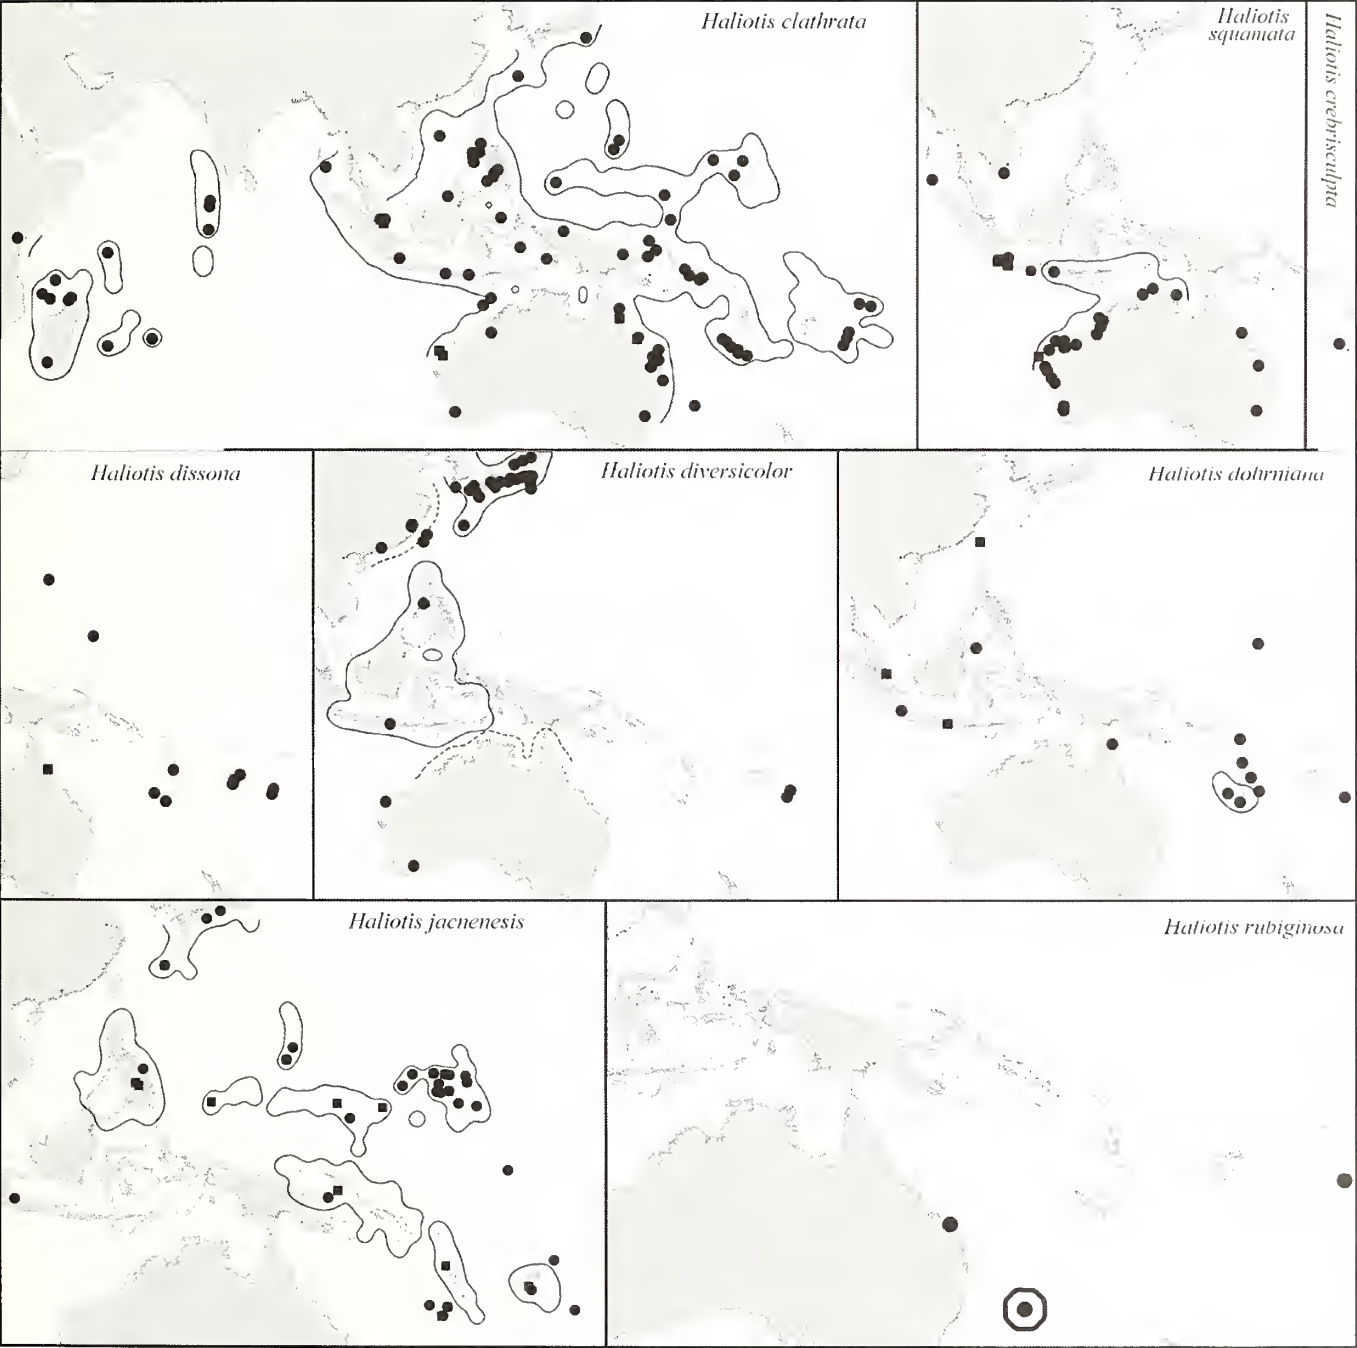 Haliotis clathrata
Haliotis
squamata
Haliotis crebrisculpta
Haliotis dissona
Haliotis diversicolor
Haliotis dohrniana
Haliotis jacnenesis
Haliotis rubiginosa